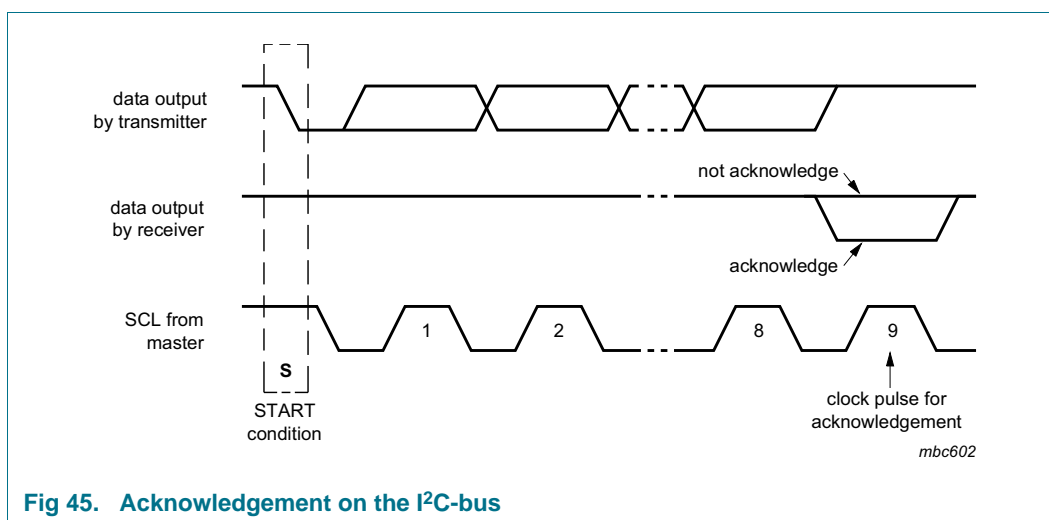 data output
by transmitter
not acknowledge
data output
by receiver
acknowledge
SCL from
master
1
2
8
9
S
START
condition
clock pulse for
acknowledgement
mbc602
Fig 45. Acknowledgement on the I²C-bus